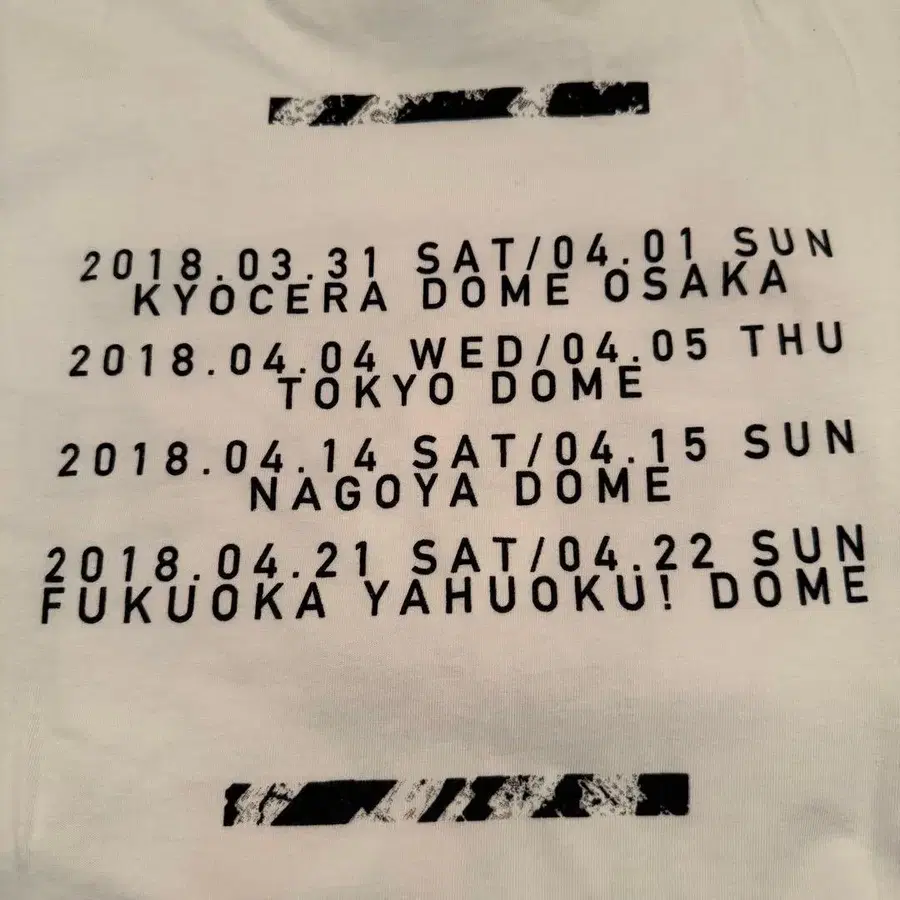 2018.03.31 SAT/04.01 SUN
KYOCERA DOME OSAKA
2018.04.04 WED/04.05 THU
TOKYO DOME
2018.04.14 SAT/04.15 SUN
NAGOYA DOME
2018.04.21 SAT/04.22 SUN
FUKUOKA YAHUOKU! DOME